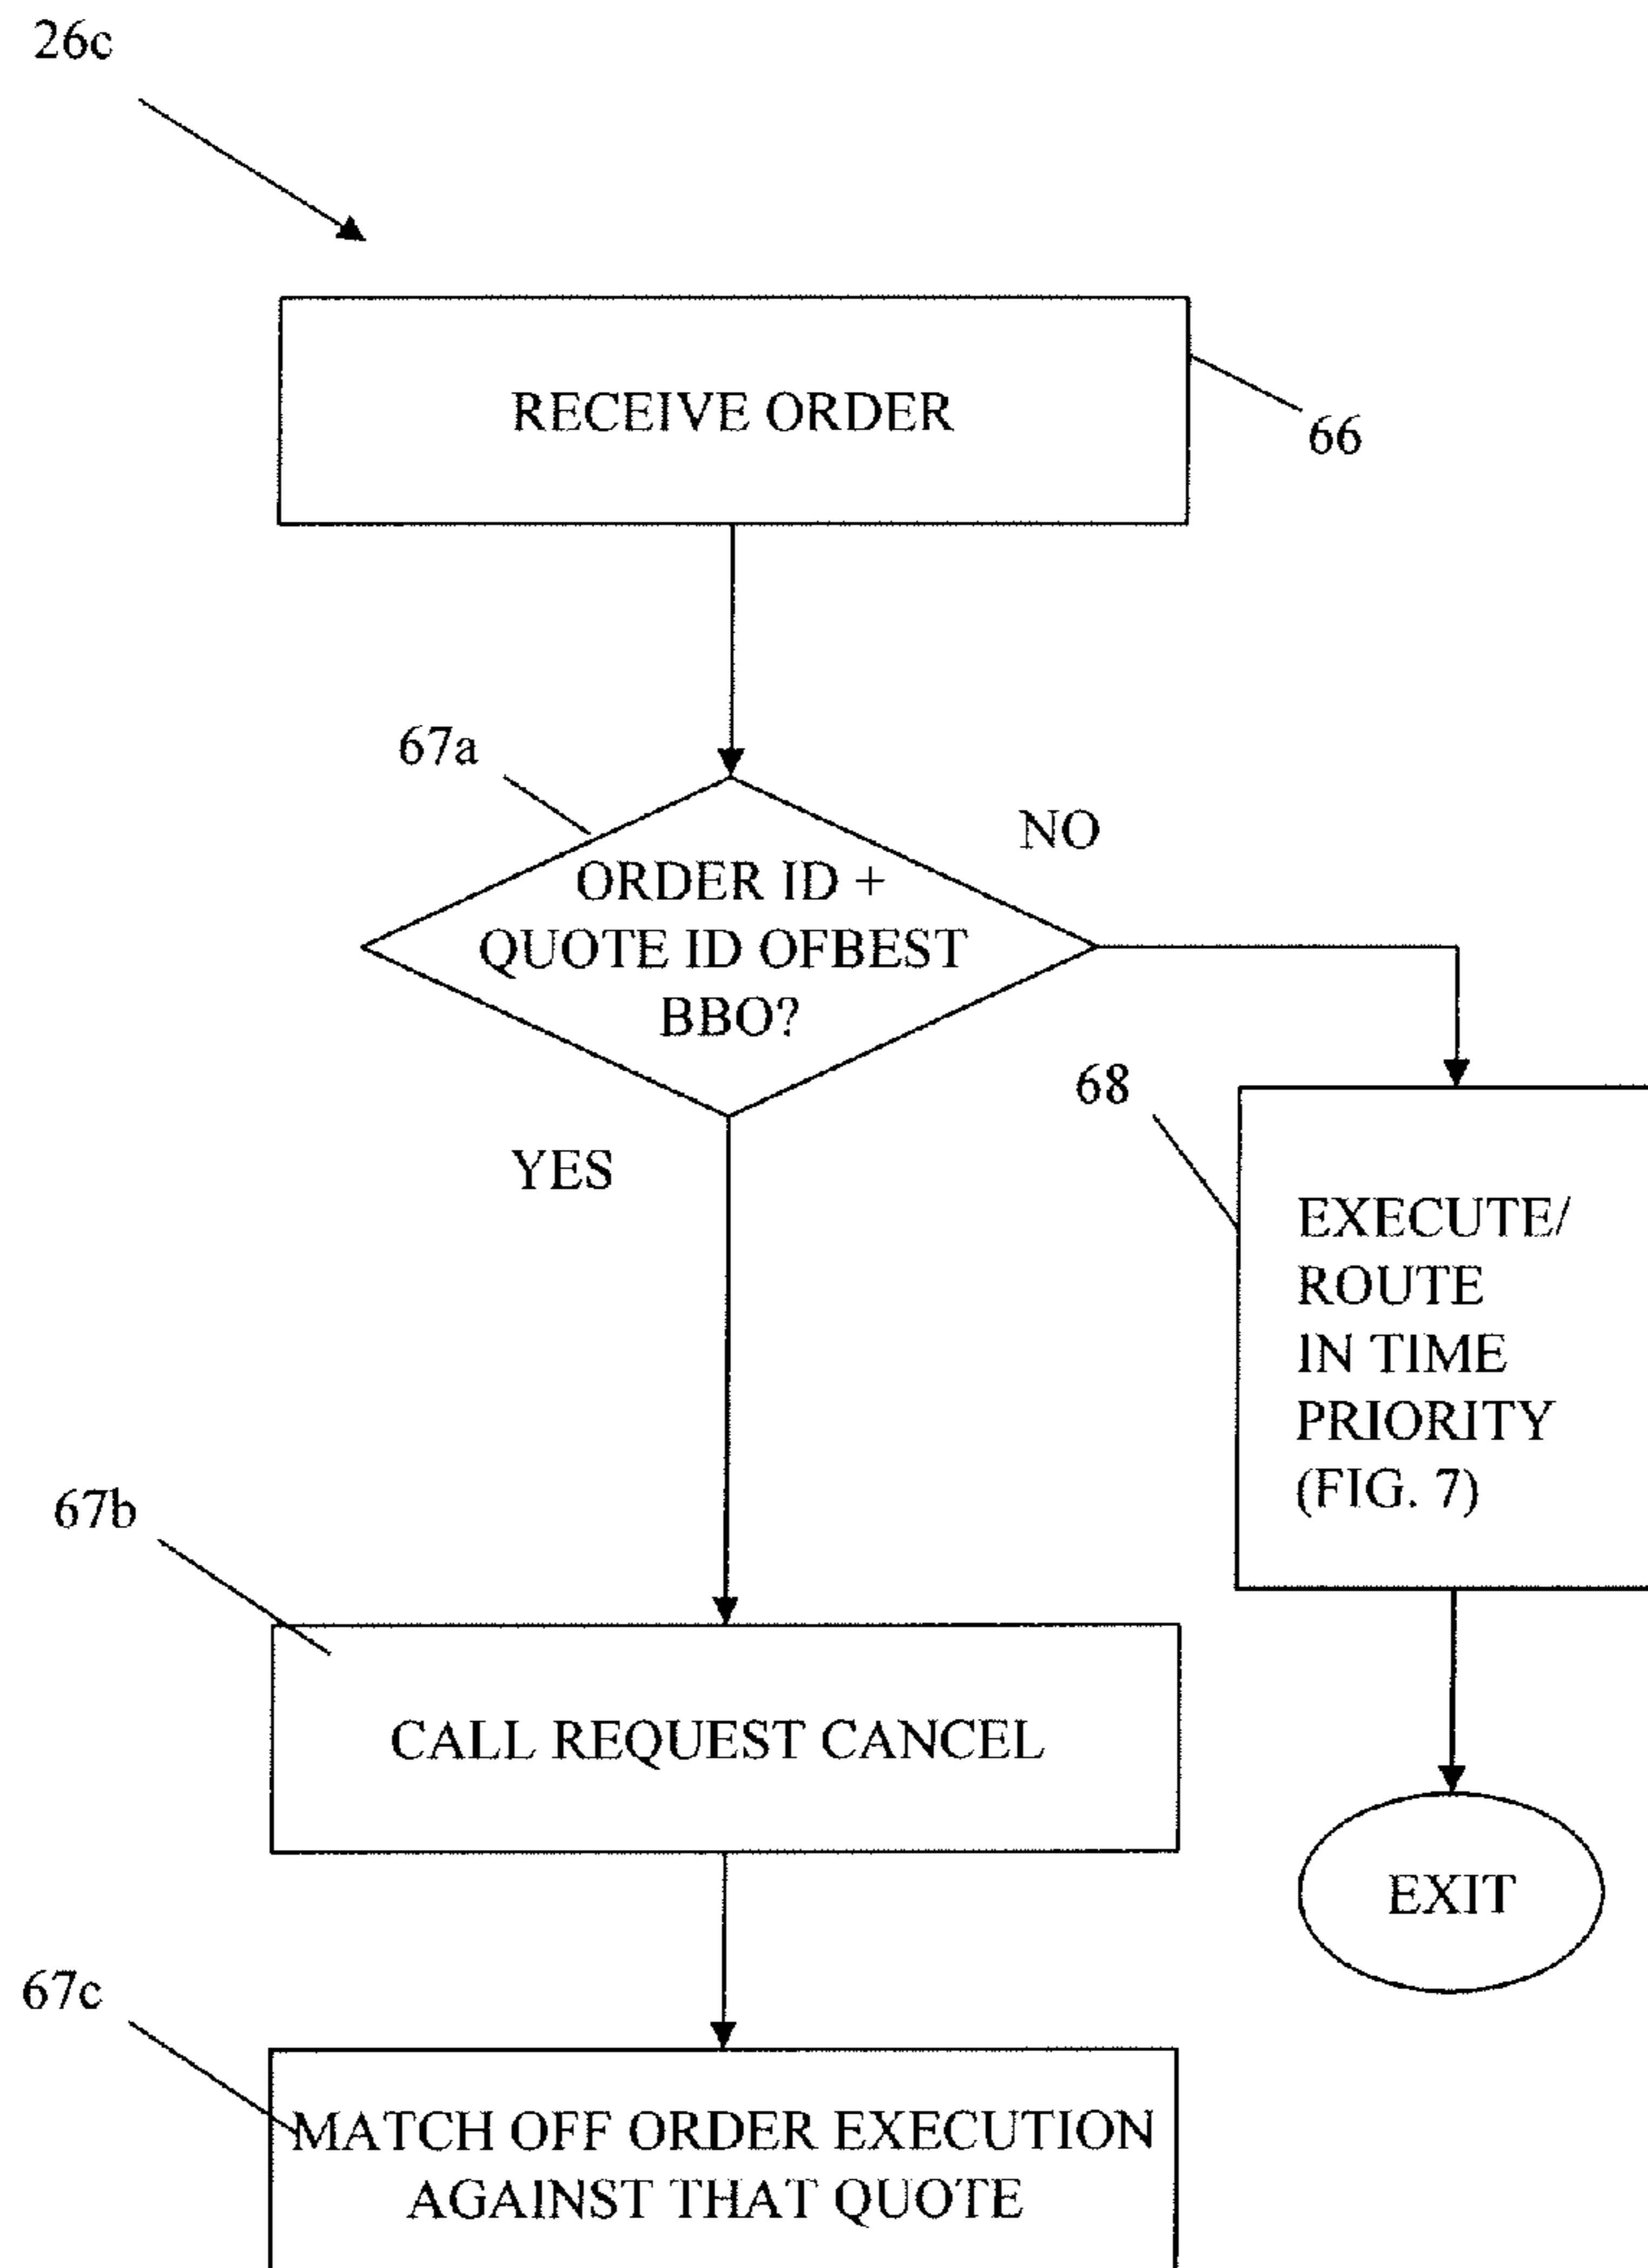 26c
RECEIVE ORDER
66
67a
NO
ORDER ID +
QUOTE ID OFBEST
BBO?
YES
68
EXECUTE/
ROUTE
IN TIME
PRIORITY
(FIG. 7)
67b
CALL REQUEST CANCEL
EXIT
67c
MATCH OFF ORDER EXECUTION
AGAINST THAT QUOTE